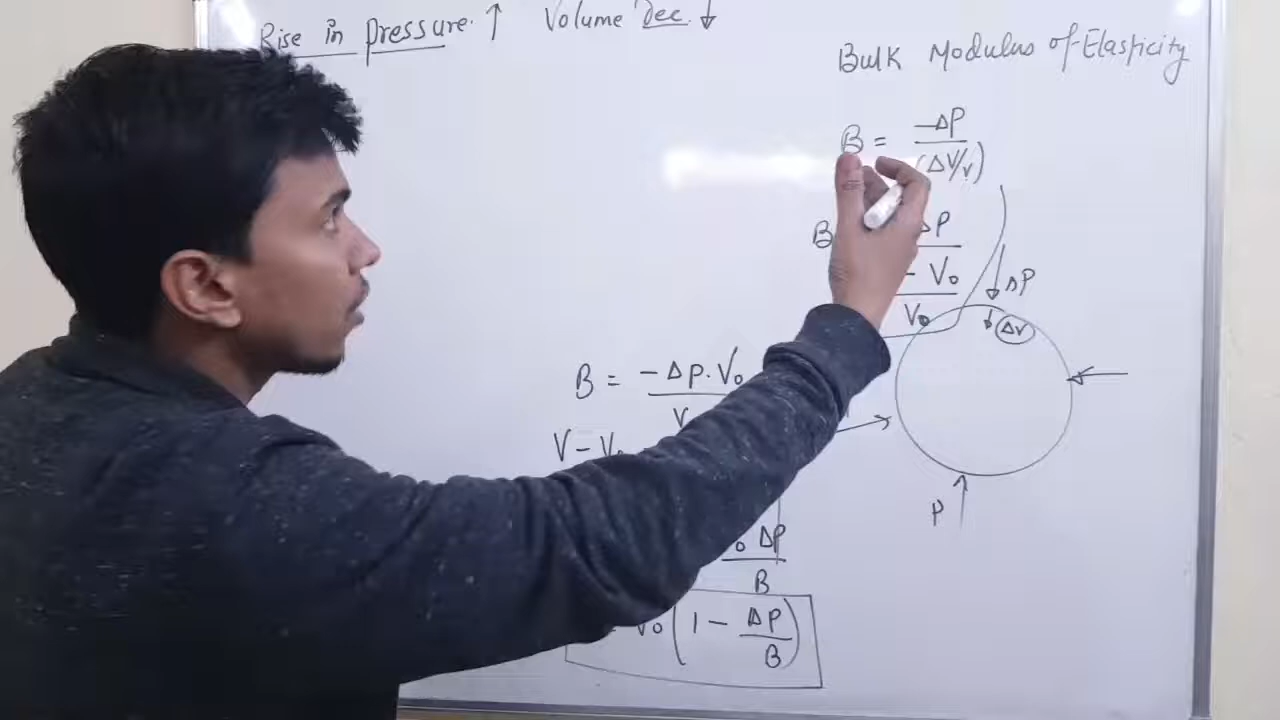 Rise in pressure. ↑ Volume Dec. ↓
Bulk Modulus of Elasticity
B = -ΔP / (ΔV/V)
B ΔP / - V₀ / V₀
ΔP
ΔV
B = -ΔP.V₀ / V
V - V₀
P
₀ ΔP / B
V₀ (1 - ΔP/B)